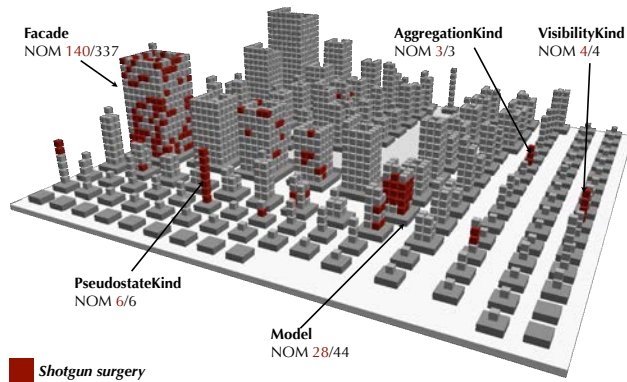 Facade
NOM 140/337
AggregationKind
NOM 3/3
VisibilityKind
NOM 4/4
PseudostateKind
NOM 6/6
Model
NOM 28/44
Shotgun surgery